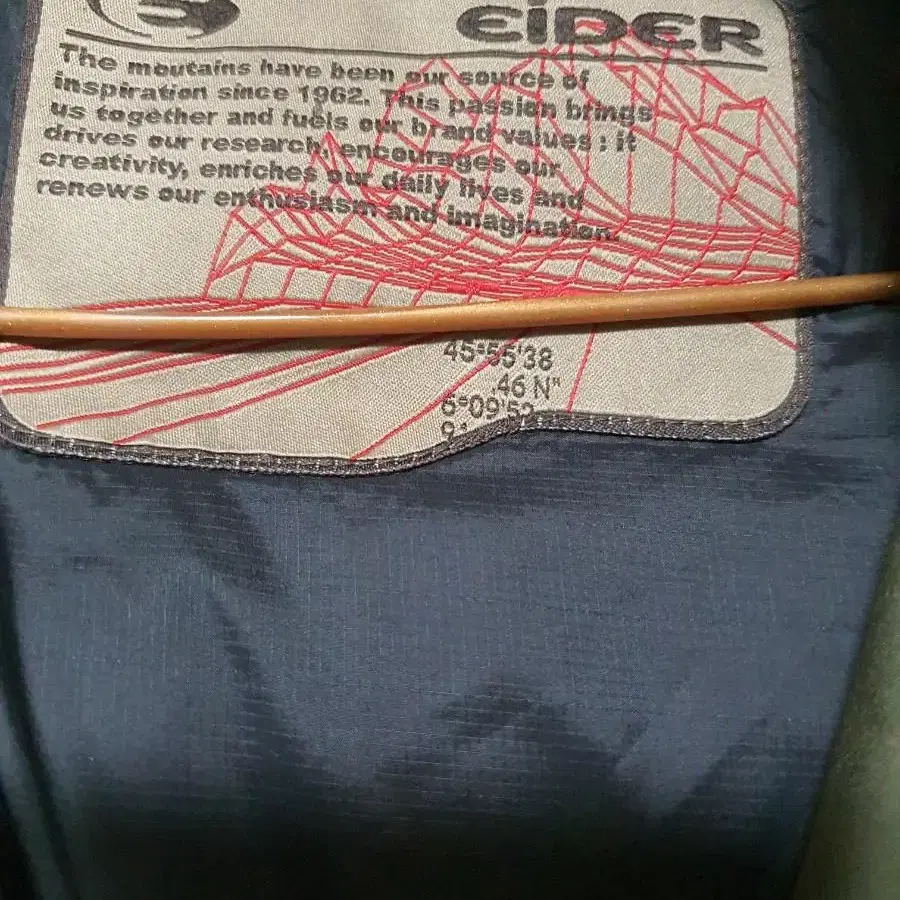 EiDER
The moutains have been our source of
inspiration since 1962. This passion brings
us together and fuels our brand values : it
drives our research, encourages our
creativity, enriches our daily lives and
renews our enthusiasm and imagination.
45°55'38
.46 N"
6°09'52